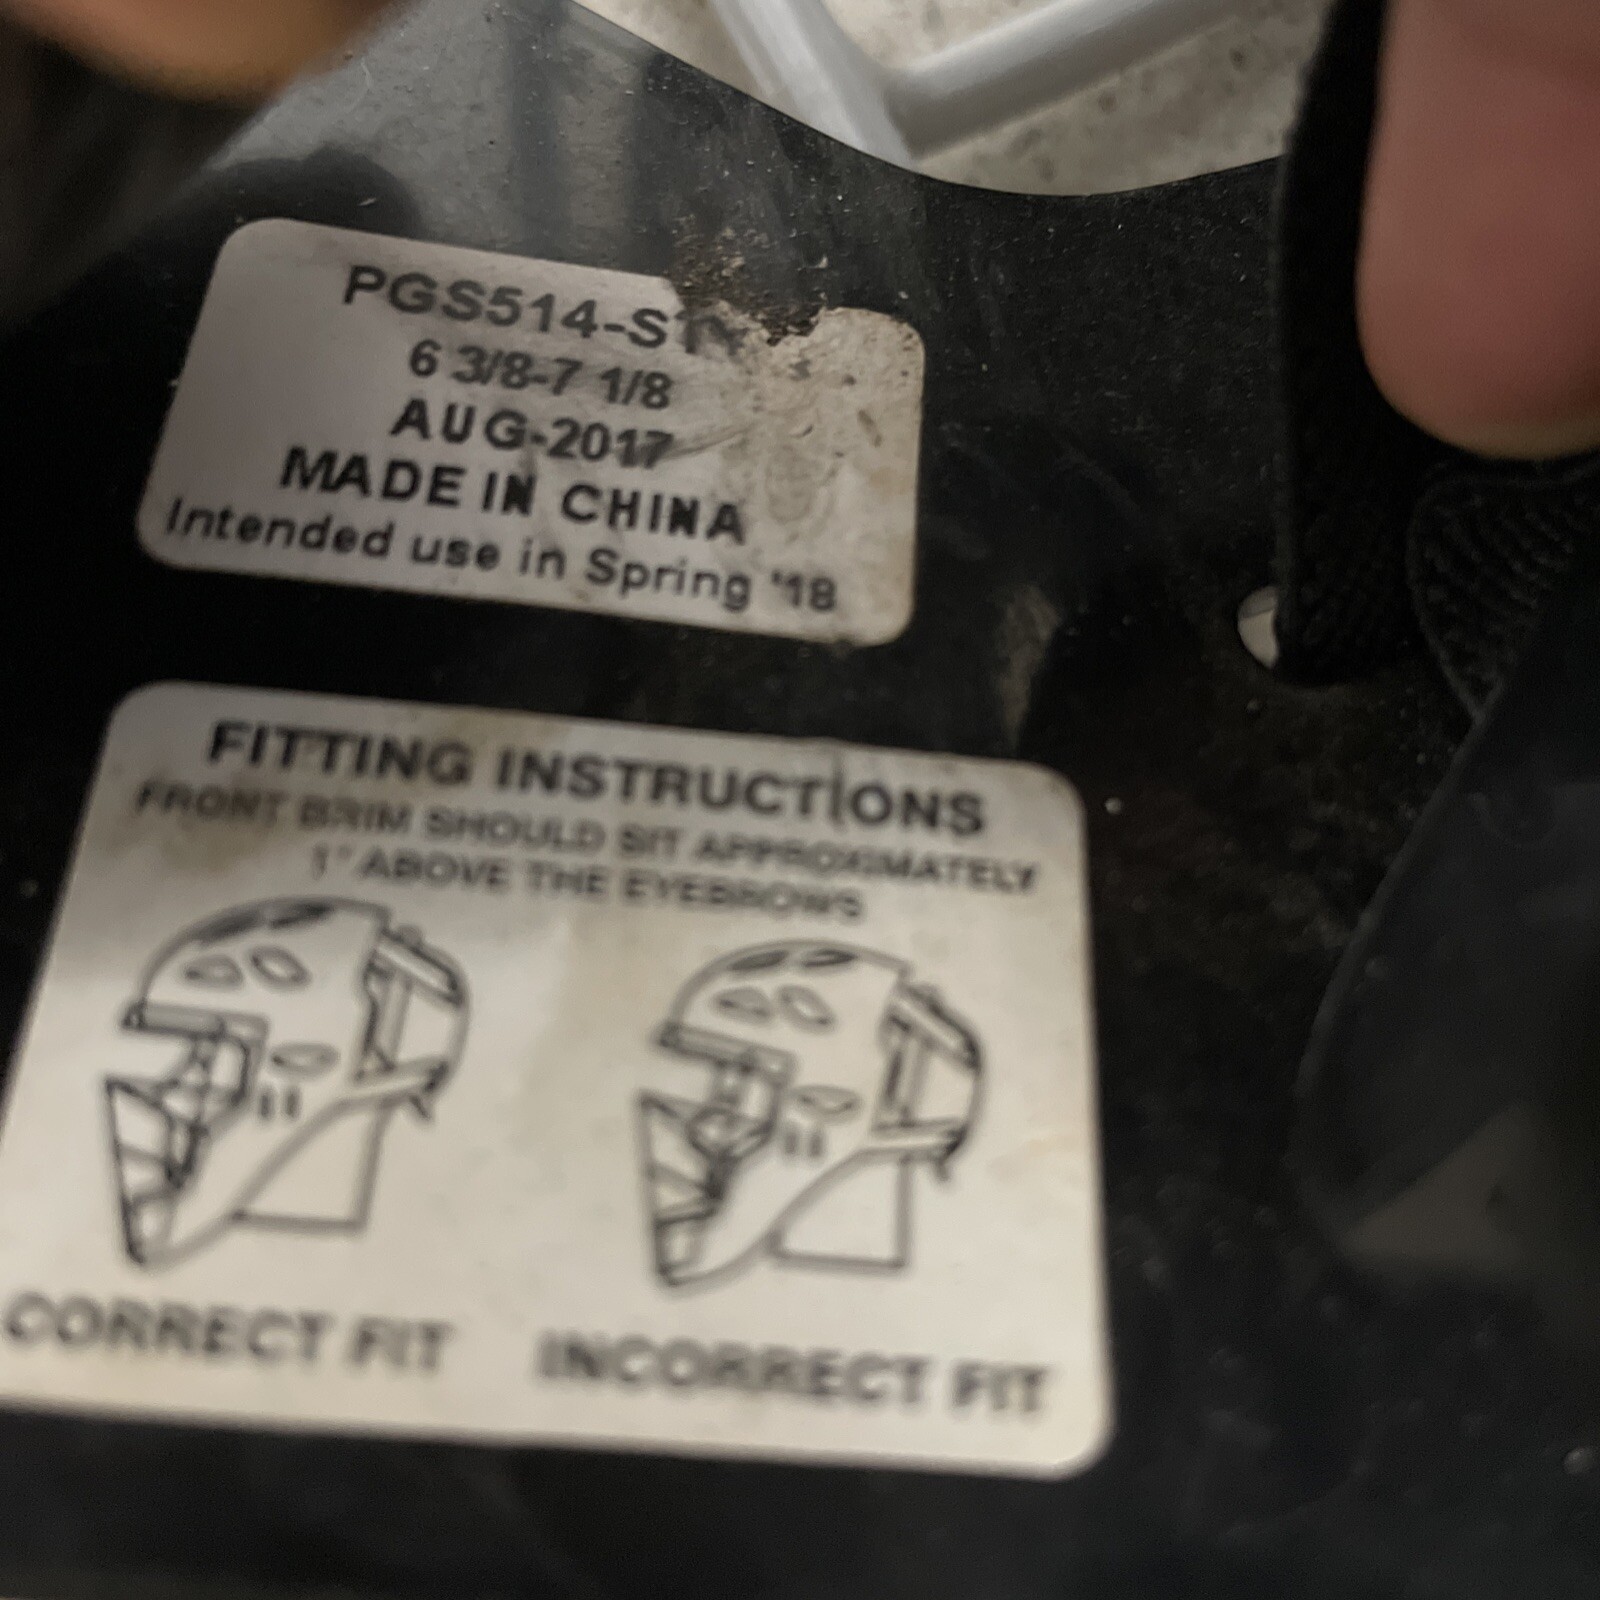 PGS514-S
6 3/8-7 1/8
AUG-2017
MADE IN CHINA
Intended use in Spring '18
FITTING INSTRUCTIONS
FRONT BRIM SHOULD SIT APPROXIMATELY
1" ABOVE THE EYEBROWS
CORRECT FIT
INCORRECT FIT